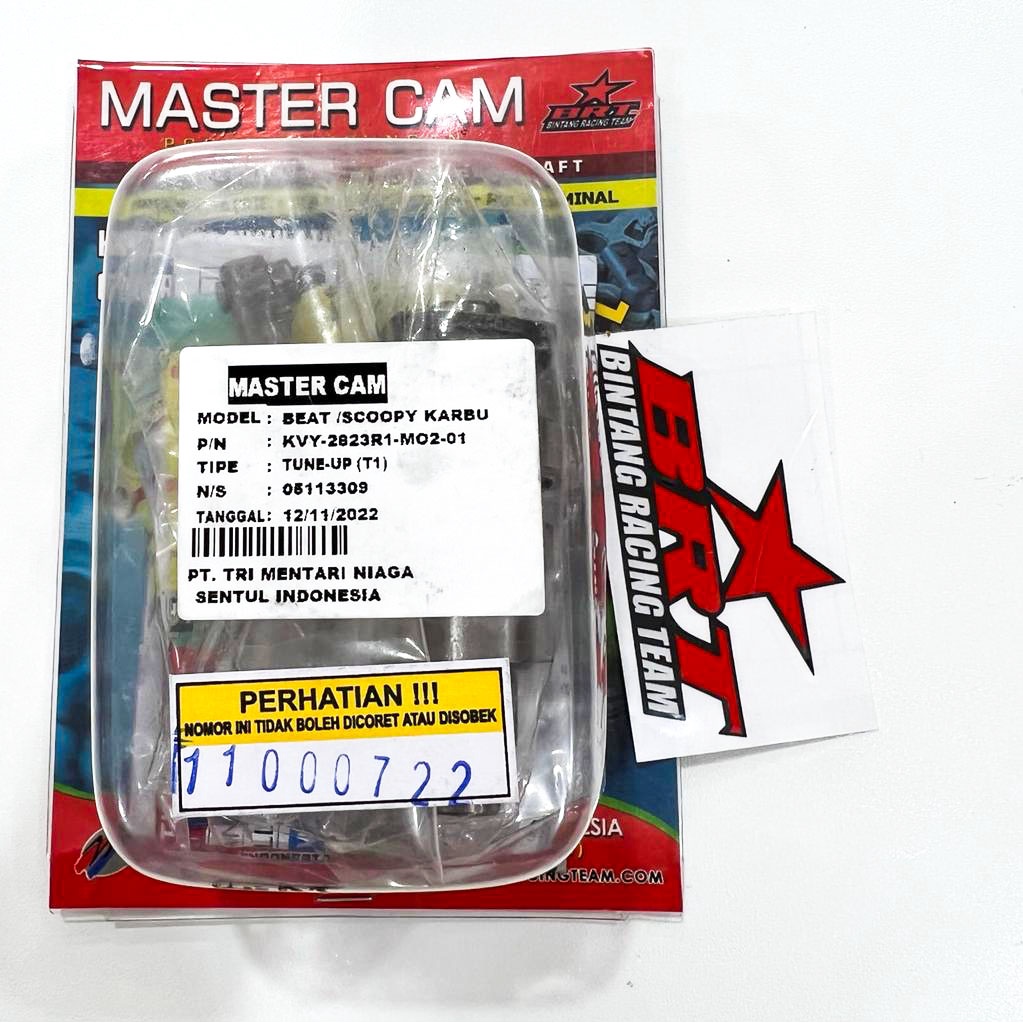 MASTER CAM
BRT
BINTANG RACING TEAM
AFT
MINAL
MASTER CAM
MODEL : BEAT /SCOOPY KARBU
P/N : KVY-2823R1-MO2-01
TIPE : TUNE-UP (T1)
N/S : 05113309
TANGGAL: 12/11/2022
PT. TRI MENTARI NIAGA
SENTUL INDONESIA
BRT
BINTANG RACING TEAM
PERHATIAN !!!
NOMOR INI TIDAK BOLEH DICORET ATAU DISOBEK
11000722
ESIA
INGTEAM.COM